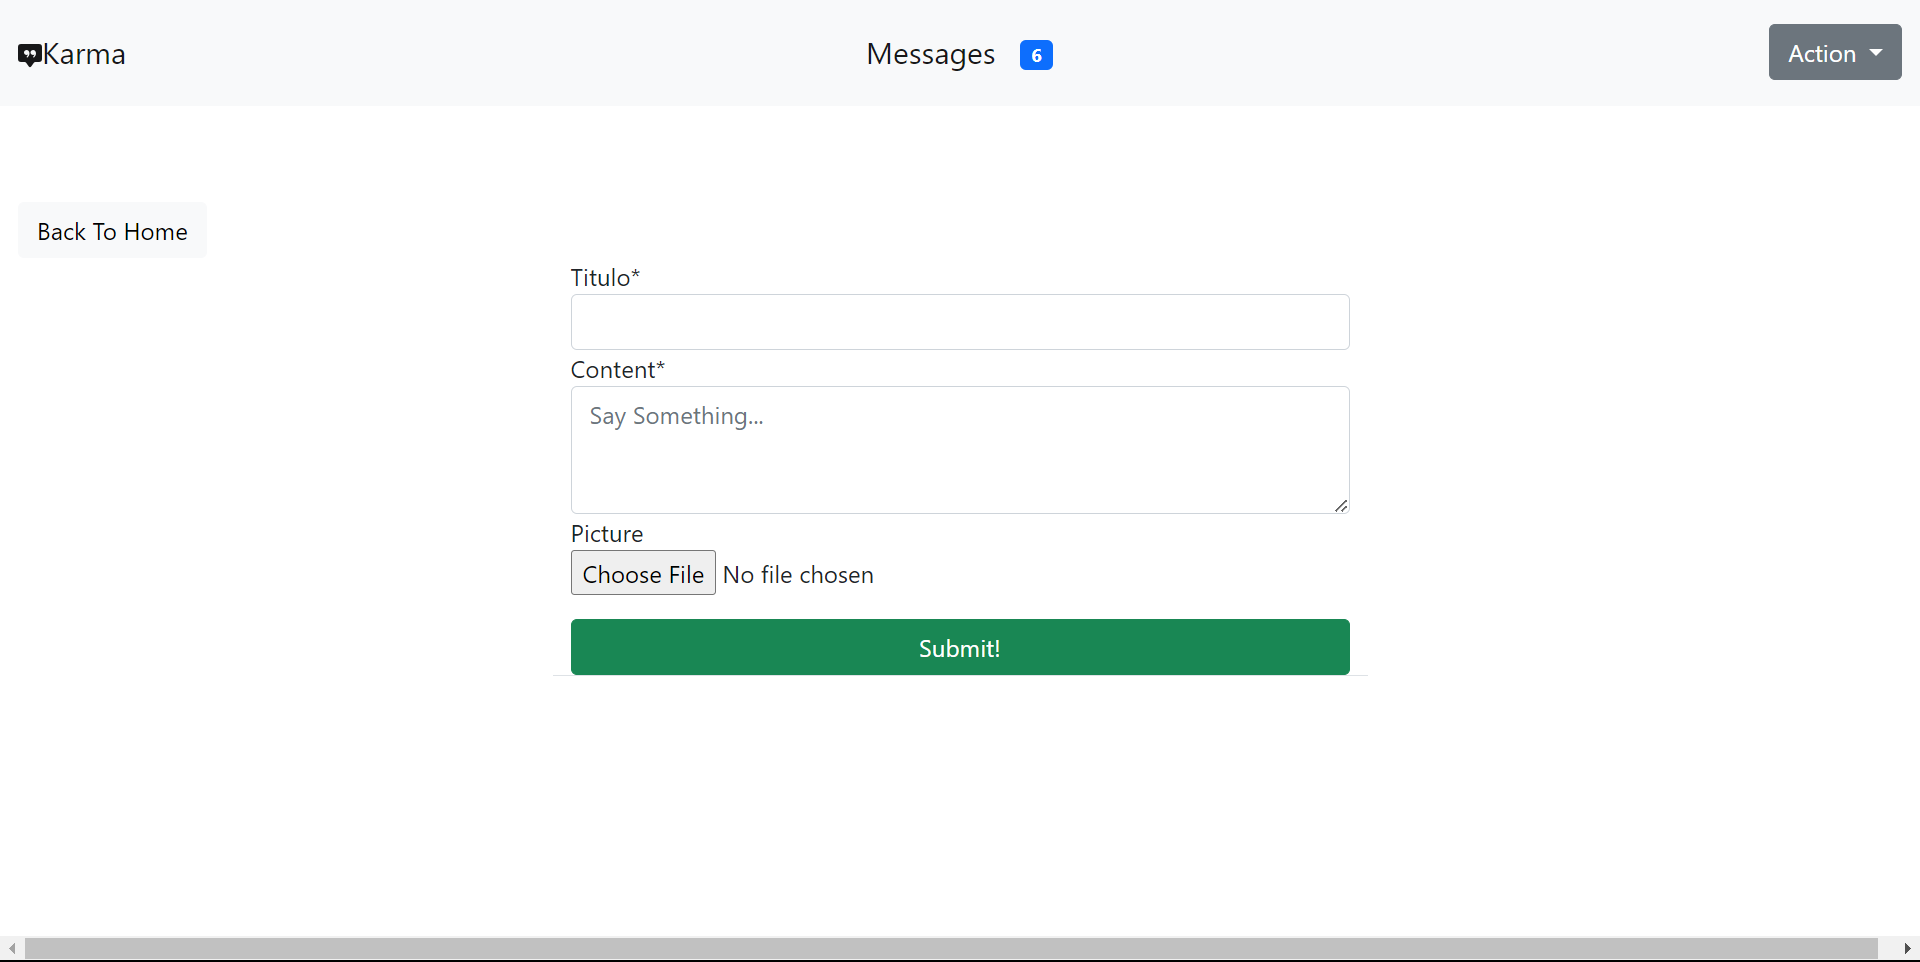 Karma
Messages 6
Action
Back To Home
Titulo*
Content*
Say Something...
Picture
Choose File No file chosen
Submit!